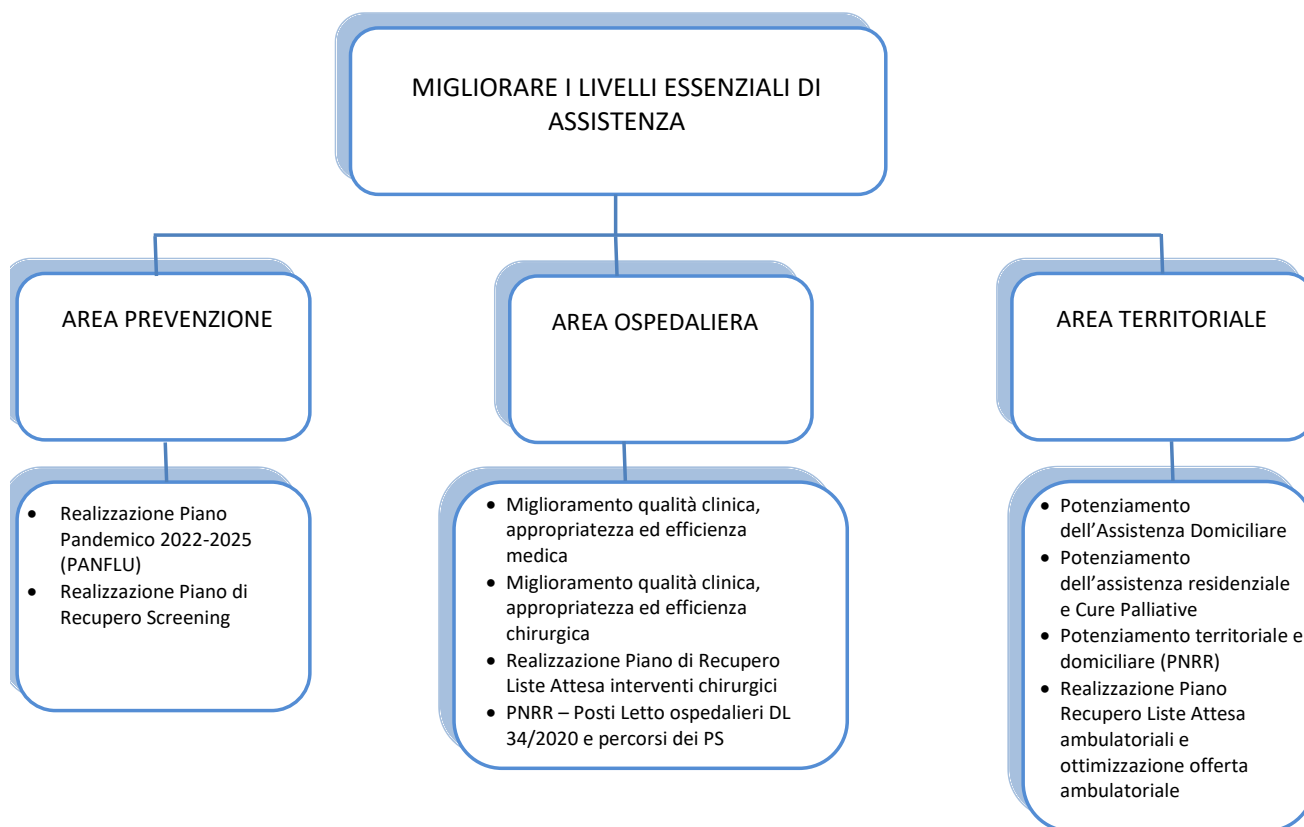 MIGLIORARE I LIVELLI ESSENZIALI DI
ASSISTENZA
AREA PREVENZIONE
AREA OSPEDALIERA
AREA TERRITORIALE
• Realizzazione Piano
Pandemico 2022-2025
(PANFLU)
• Realizzazione Piano di
Recupero Screening
• Miglioramento qualità clinica,
appropriatezza ed efficienza
medica
• Miglioramento qualità clinica,
appropriatezza ed efficienza
chirurgica
• Realizzazione Piano di Recupero
Liste Attesa interventi chirurgici
• PNRR – Posti Letto ospedalieri DL
34/2020 e percorsi dei PS
• Potenziamento
dell’Assistenza Domiciliare
• Potenziamento
dell’assistenza residenziale
e Cure Palliative
• Potenziamento territoriale e
domiciliare (PNRR)
• Realizzazione Piano
Recupero Liste Attesa
ambulatoriali e
ottimizzazione offerta
ambulatoriale